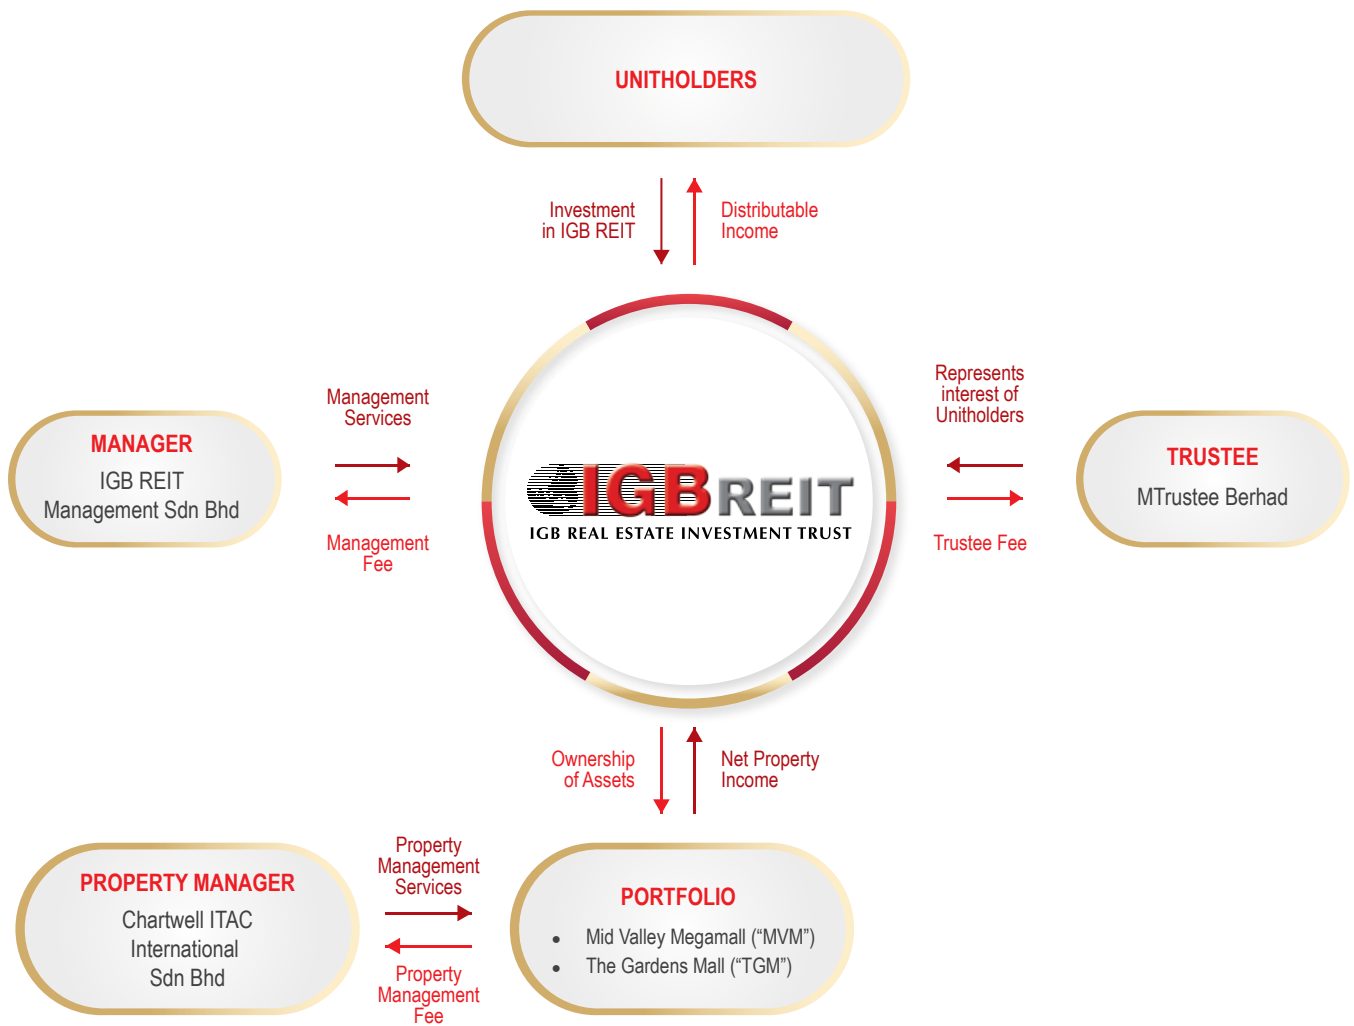 UNITHOLDERS
Investment
in IGB REIT
Distributable
Income
Management
Services
Management
Fee
MANAGER
IGB REIT
Management Sdn Bhd
IGB REIT
IGB REAL ESTATE INVESTMENT TRUST
Represents
interest of
Unitholders
Trustee Fee
TRUSTEE
MTrustee Berhad
Ownership
of Assets
Net Property
Income
PROPERTY MANAGER
Chartwell ITAC
International
Sdn Bhd
Property
Management
Services
Property
Management
Fee
PORTFOLIO
• Mid Valley Megamall (“MVM”)
• The Gardens Mall (“TGM”)